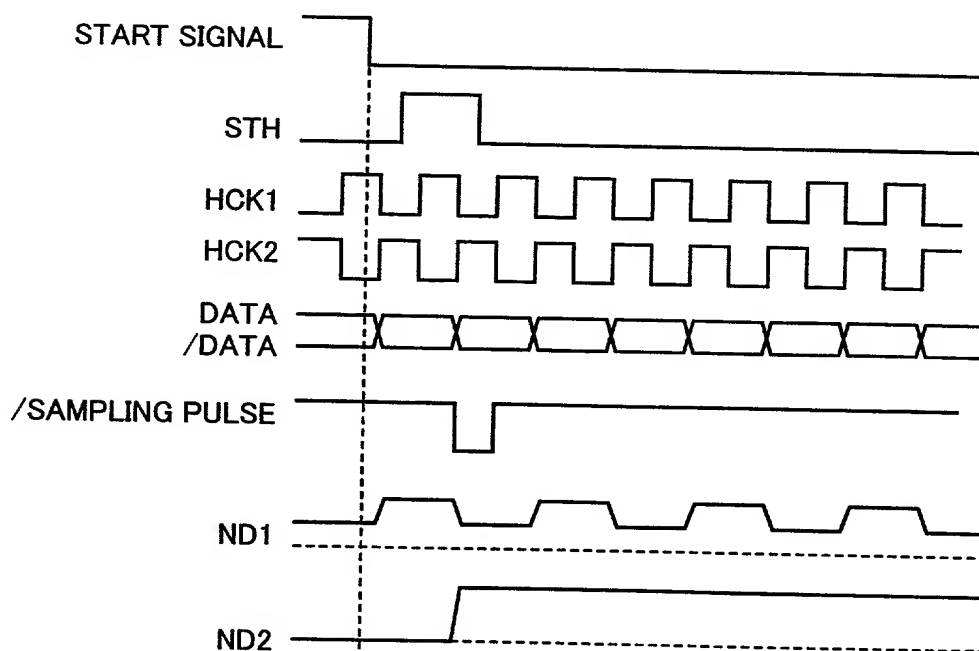 START SIGNAL
STH
HCK1
HCK2
DATA
/DATA
/SAMPLING PULSE
ND1
ND2